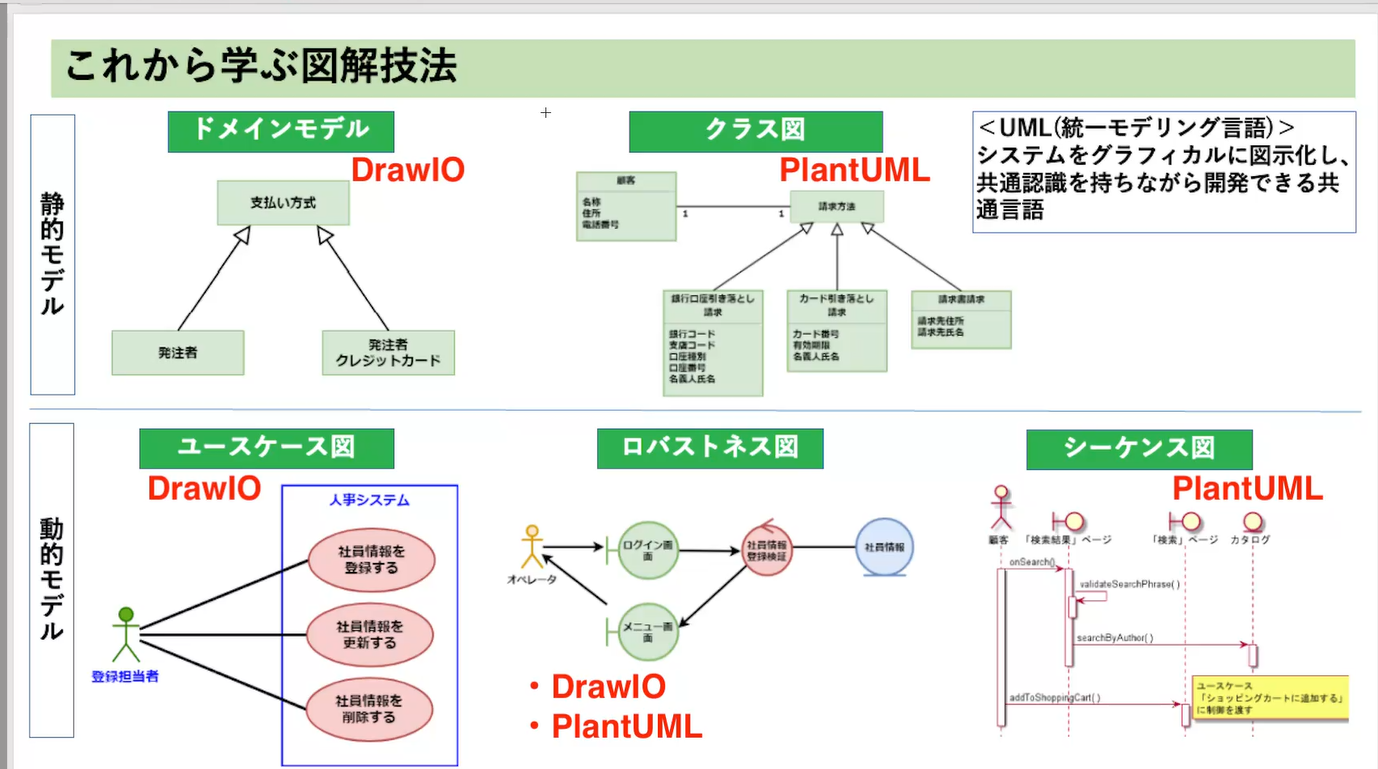 これから学ぶ図解技法
静的モデル
ドメインモデル
DrawIO
支払い方式
発注者
発注者
クレジットカード
クラス図
PlantUML
顧客
名称
住所
電話番号
1
1
請求方法
銀行口座引き落とし
請求
銀行コード
支店コード
口座種別
口座番号
名義人氏名
カード引き落とし
請求
カード番号
有効期限
名義人氏名
請求書請求
請求先住所
請求先氏名
＜UML(統一モデリング言語)＞
システムをグラフィカルに図示化し、
共通認識を持ちながら開発できる共
通言語
動的モデル
ユースケース図
DrawIO
人事システム
社員情報を
登録する
社員情報を
更新する
社員情報を
削除する
登録担当者
ロバストネス図
オペレータ
ログイン画
面
社員情報
登録検証
社員情報
メニュー画
面
・DrawIO
・PlantUML
シーケンス図
PlantUML
顧客
「検索結果」ページ
「検索」ページ
カタログ
onSearch()
validateSearchPhrase( )
searchByAuthor( )
addToShoppingCart( )
ユースケース
「ショッピングカートに追加する」
に制御を渡す